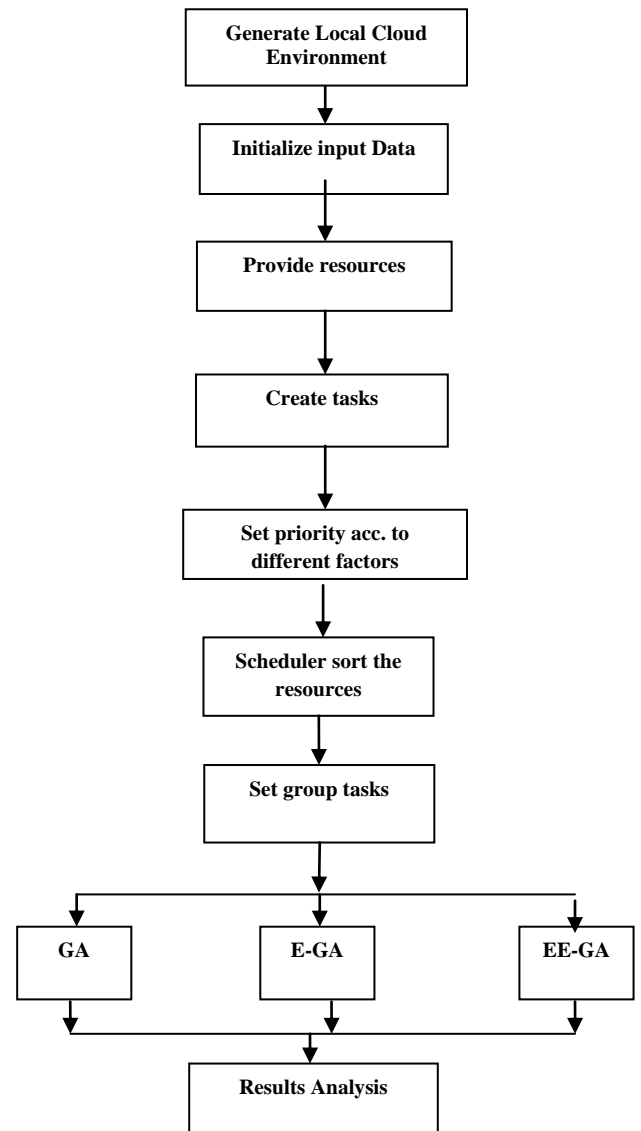 Generate Local Cloud
Environment
Initialize input Data
Provide resources
Create tasks
Set priority acc. to
different factors
Scheduler sort the
resources
Set group tasks
GA
E-GA
EE-GA
Results Analysis